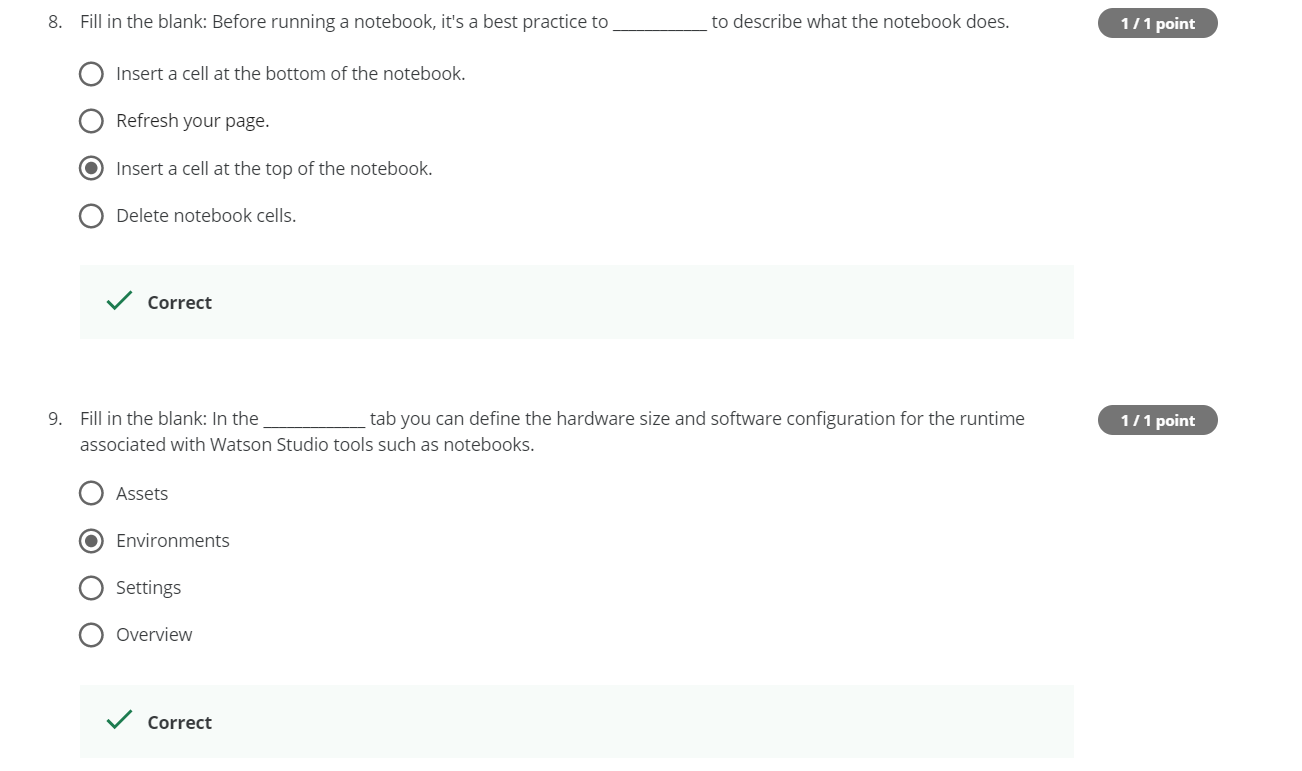 8. Fill in the blank: Before running a notebook, it's a best practice to ____________ to describe what the notebook does.
1 / 1 point
Insert a cell at the bottom of the notebook.
Refresh your page.
Insert a cell at the top of the notebook.
Delete notebook cells.
Correct
9. Fill in the blank: In the _____________ tab you can define the hardware size and software configuration for the runtime
1 / 1 point
associated with Watson Studio tools such as notebooks.
Assets
Environments
Settings
Overview
Correct